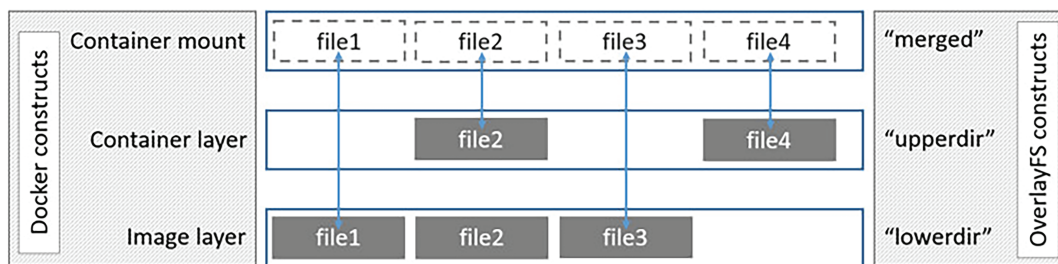 Docker constructs
Container mount
file1 file2 file3 file4
“merged”
Container layer
file2 file4
“upperdir”
Image layer
file1 file2 file3
“lowerdir”
OverlayFS constructs